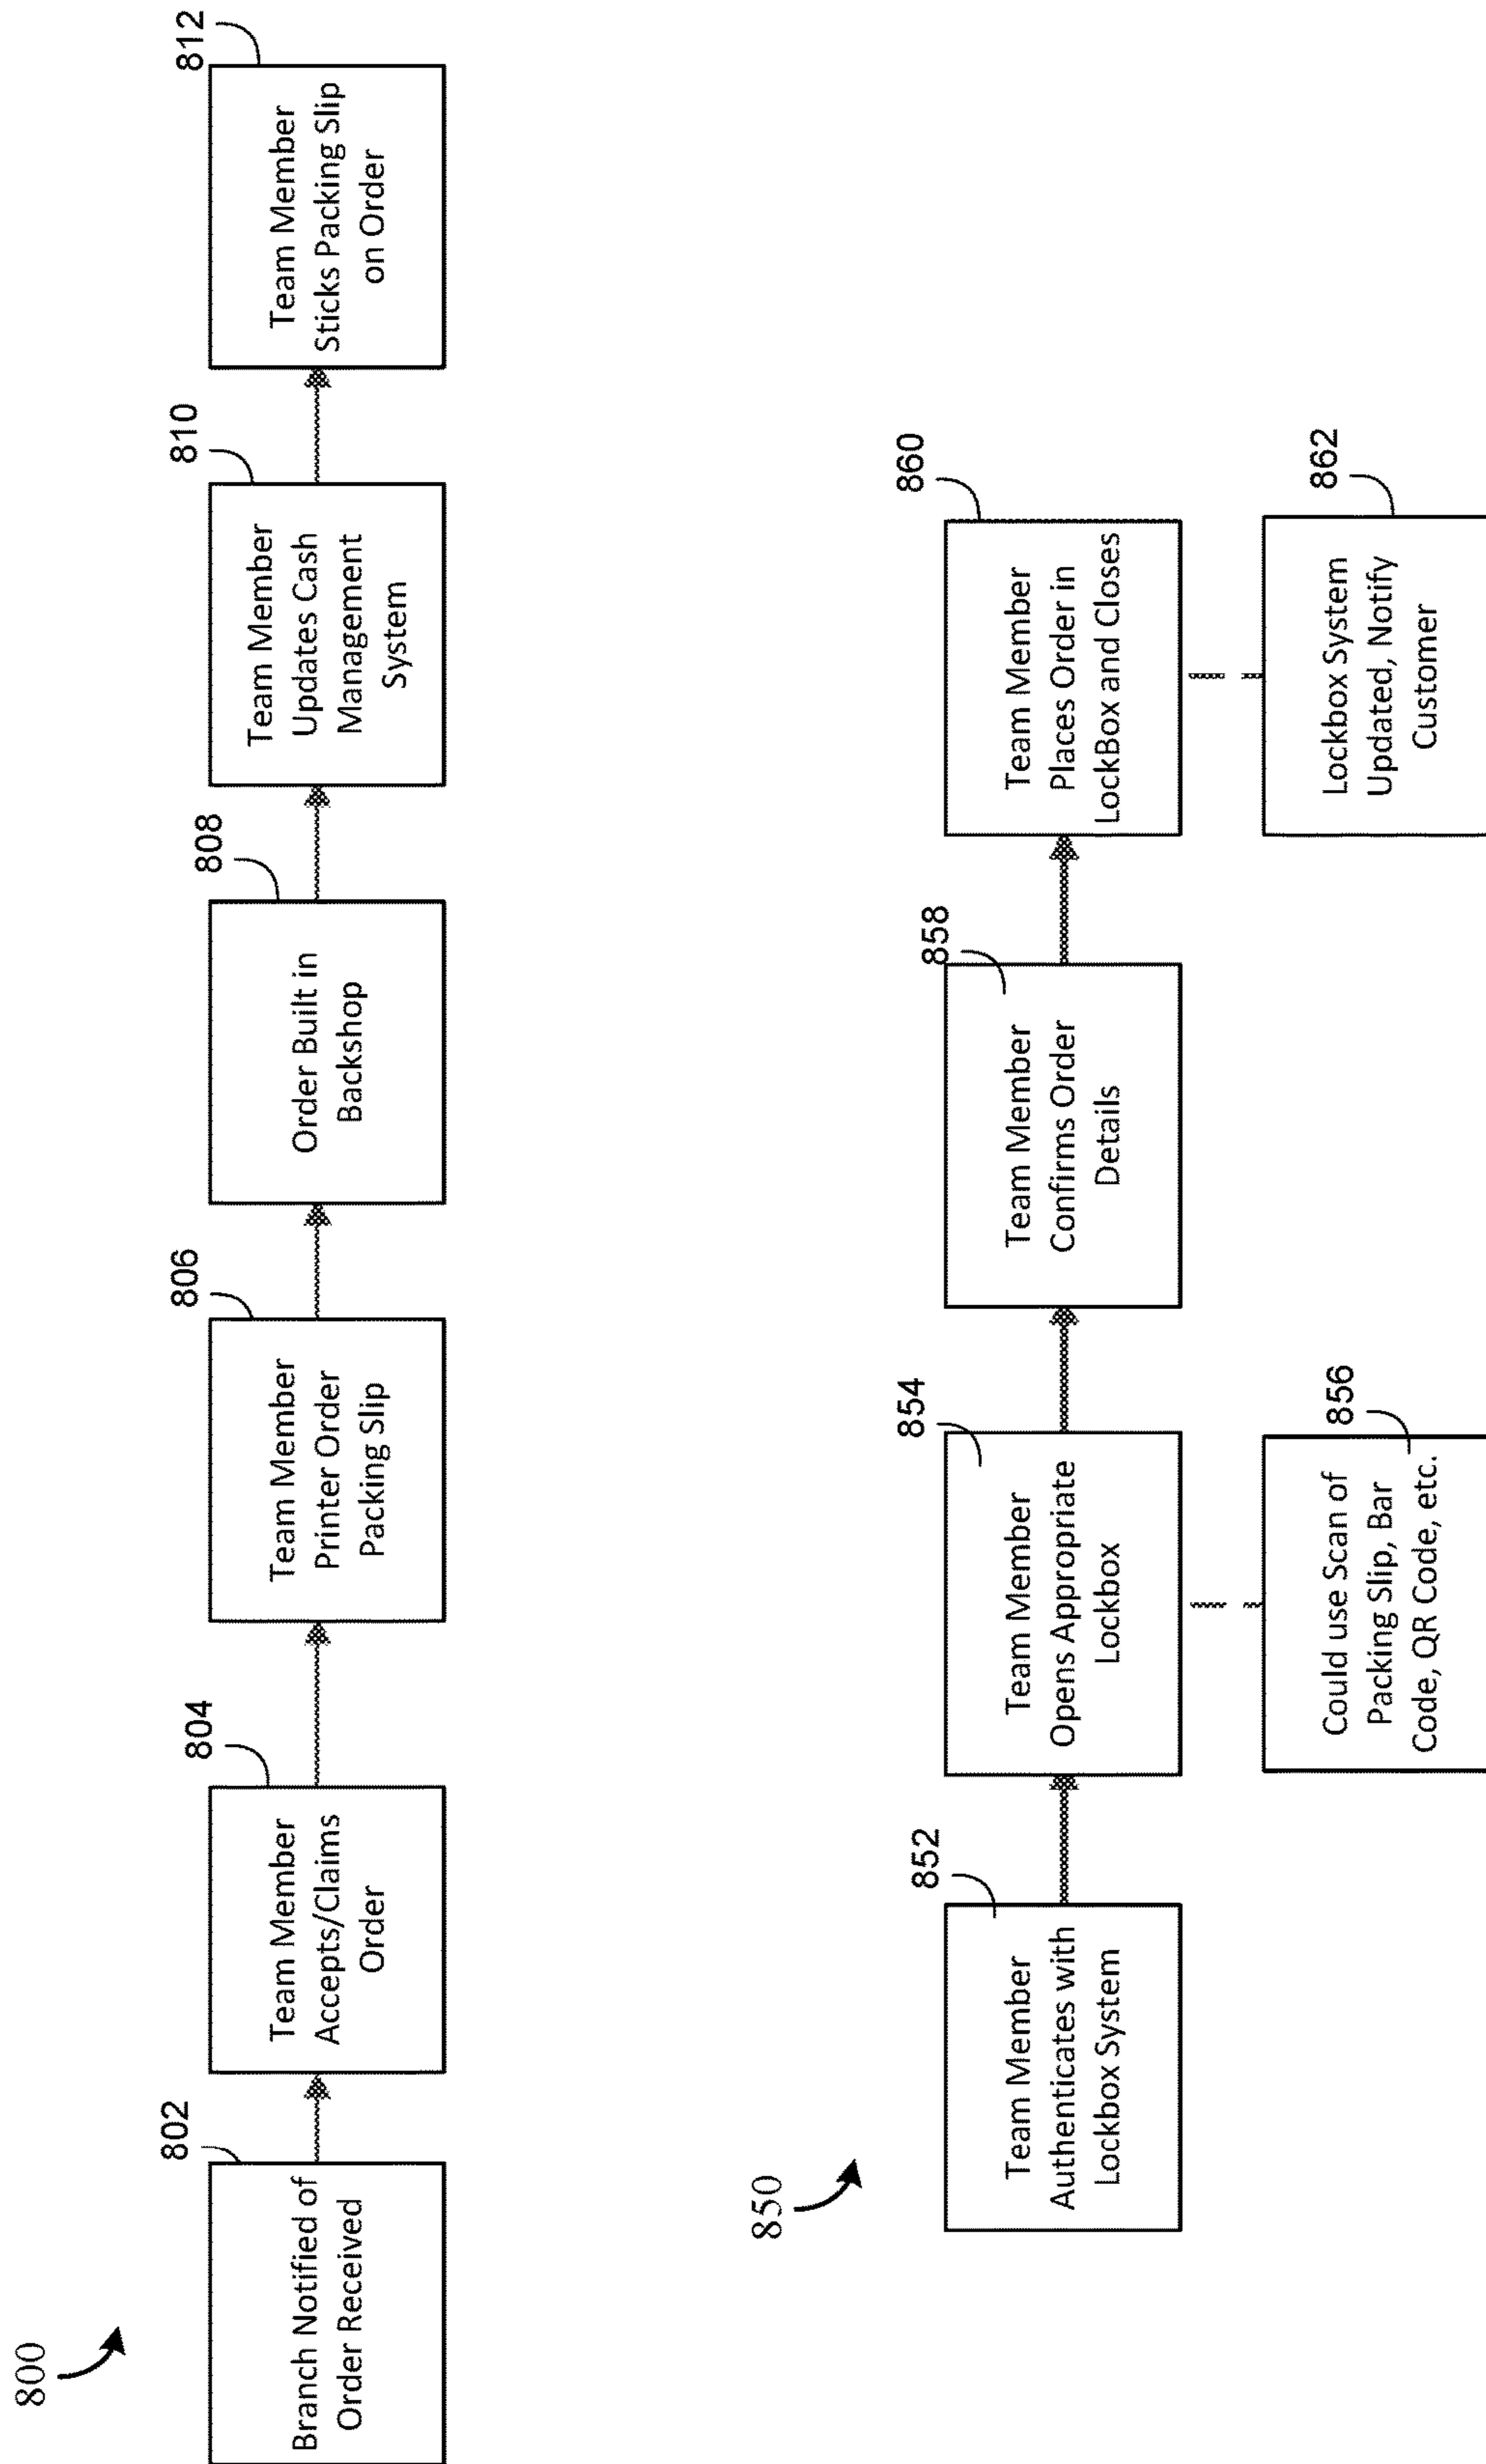 800
802
Branch Notified of
Order Received
804
Team Member
Accepts/Claims
Order
806
Team Member
Printer Order
Packing Slip
808
Order Built in
Backshop
810
Team Member
Updates Cash
Management
System
812
Team Member
Sticks Packing Slip
on Order
850
852
Team Member
Authenticates with
Lockbox System
854
Team Member
Opens Appropriate
Lockbox
856
Could use Scan of
Packing Slip, Bar
Code, QR Code, etc.
858
Team Member
Confirms Order
Details
860
Team Member
Places Order in
LockBox and Closes
862
Lockbox System
Updated, Notify
Customer